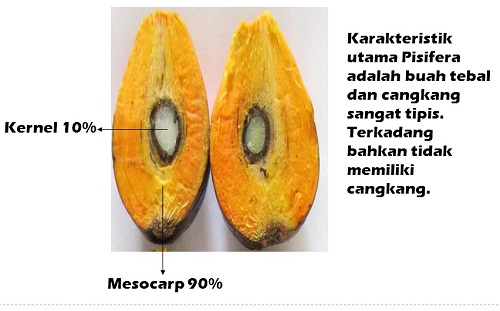 Karakteristik
utama Pisifera
adalah buah tebal
dan cangkang
sangat tipis.
Terkadang
bahkan tidak
memiliki
cangkang.
Kernel 10%
Mesocarp 90%